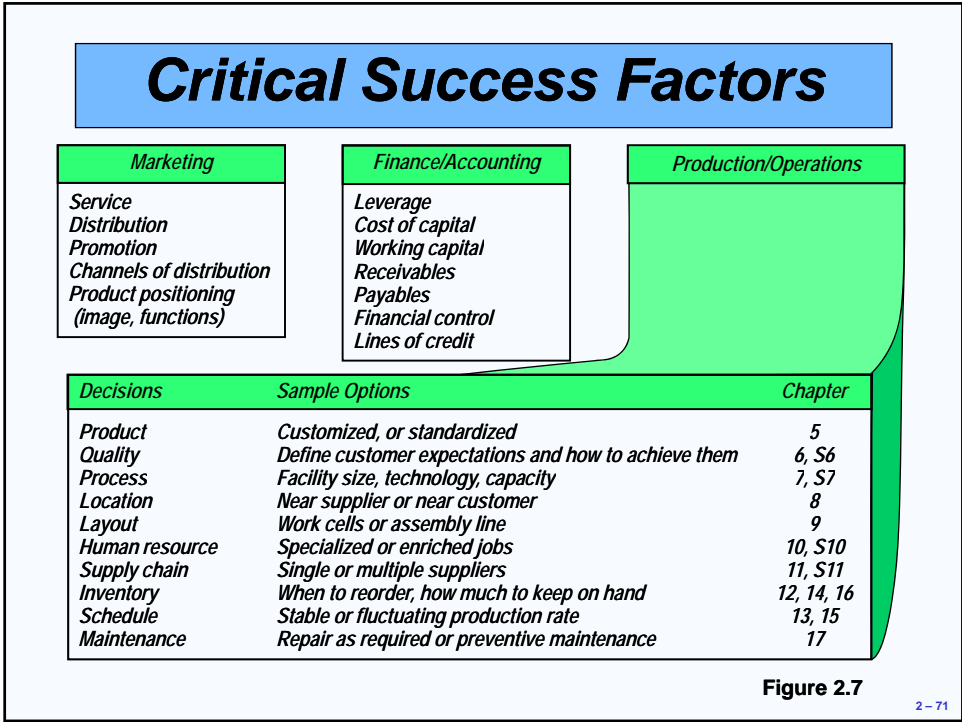 Critical Success Factors
Marketing
Service
Distribution
Promotion
Channels of distribution
Product positioning
(image, functions)
Finance/Accounting
Leverage
Cost of capital
Working capital
Receivables
Payables
Financial control
Lines of credit
Production/Operations
Decisions Sample Options Chapter
Product Customized, or standardized 5
Quality Define customer expectations and how to achieve them 6, S6
Process Facility size, technology, capacity 7, S7
Location Near supplier or near customer 8
Layout Work cells or assembly line 9
Human resource Specialized or enriched jobs 10, S10
Supply chain Single or multiple suppliers 11, S11
Inventory When to reorder, how much to keep on hand 12, 14, 16
Schedule Stable or fluctuating production rate 13, 15
Maintenance Repair as required or preventive maintenance 17
Figure 2.7
2 – 71